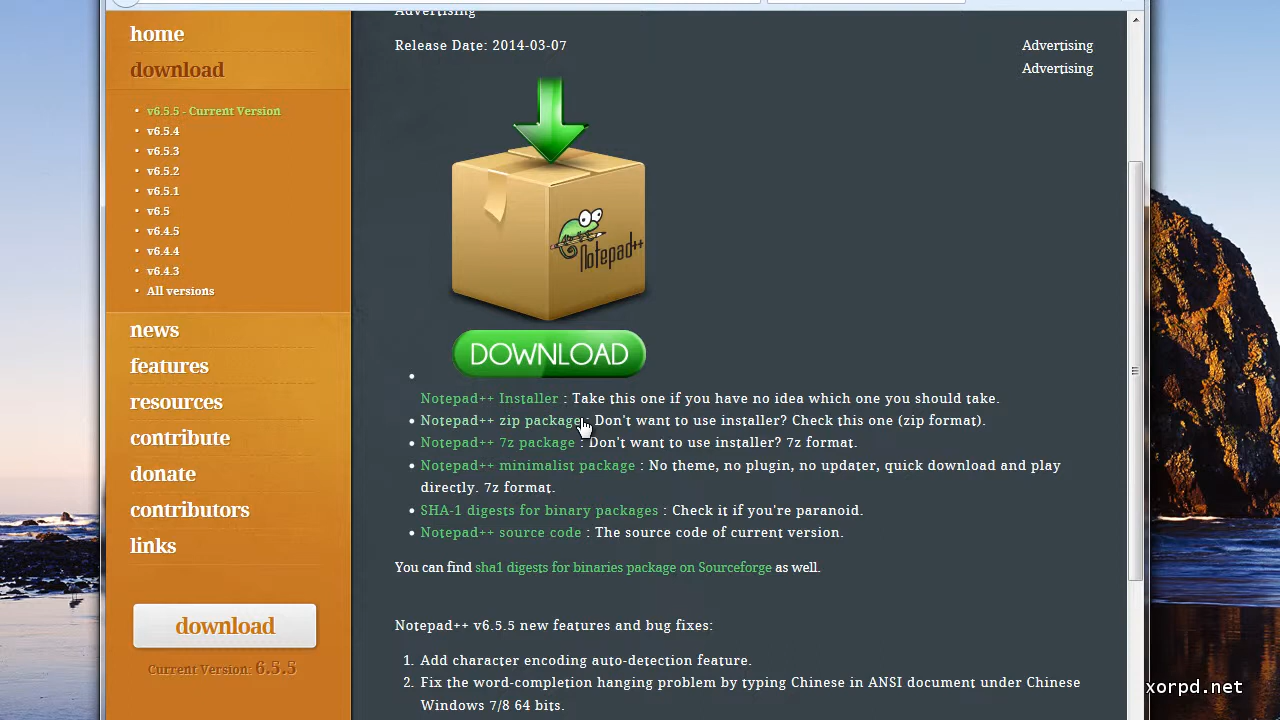 home
download
• v6.5.5 - Current Version
• v6.5.4
• v6.5.3
• v6.5.2
• v6.5.1
• v6.5
• v6.4.5
• v6.4.4
• v6.4.3
• All versions
news
features
resources
contribute
donate
contributors
links
download
Current Version: 6.5.5
Advertising
Release Date: 2014-03-07
Advertising
Advertising
Notepad++
DOWNLOAD
•
Notepad++ Installer : Take this one if you have no idea which one you should take.
• Notepad++ zip package : Don't want to use installer? Check this one (zip format).
• Notepad++ 7z package : Don't want to use installer? 7z format.
• Notepad++ minimalist package : No theme, no plugin, no updater, quick download and play
directly. 7z format.
• SHA-1 digests for binary packages : Check it if you're paranoid.
• Notepad++ source code : The source code of current version.
You can find sha1 digests for binaries package on Sourceforge as well.
Notepad++ v6.5.5 new features and bug fixes:
1. Add character encoding auto-detection feature.
2. Fix the word-completion hanging problem by typing Chinese in ANSI document under Chinese
Windows 7/8 64 bits.
xorpd.net